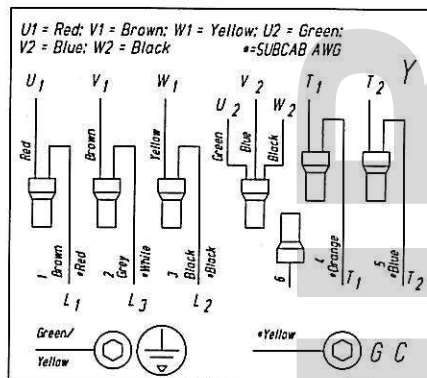 U1 = Red; V1 = Brown; W1 = Yellow; U2 = Green;
V2 = Blue; W2 = Black *=SUBCAB AWG
U1 V1 W1 U2 V2 W2 T1 T2 Y
Red Brown Yellow Green Blue Black
1 Brown *Red 2 Grey *White 3 Black *Black 6 4 *Orange 5 *Blue
L1 L3 L2 T1 T2
Green/
Yellow
*Yellow
G C